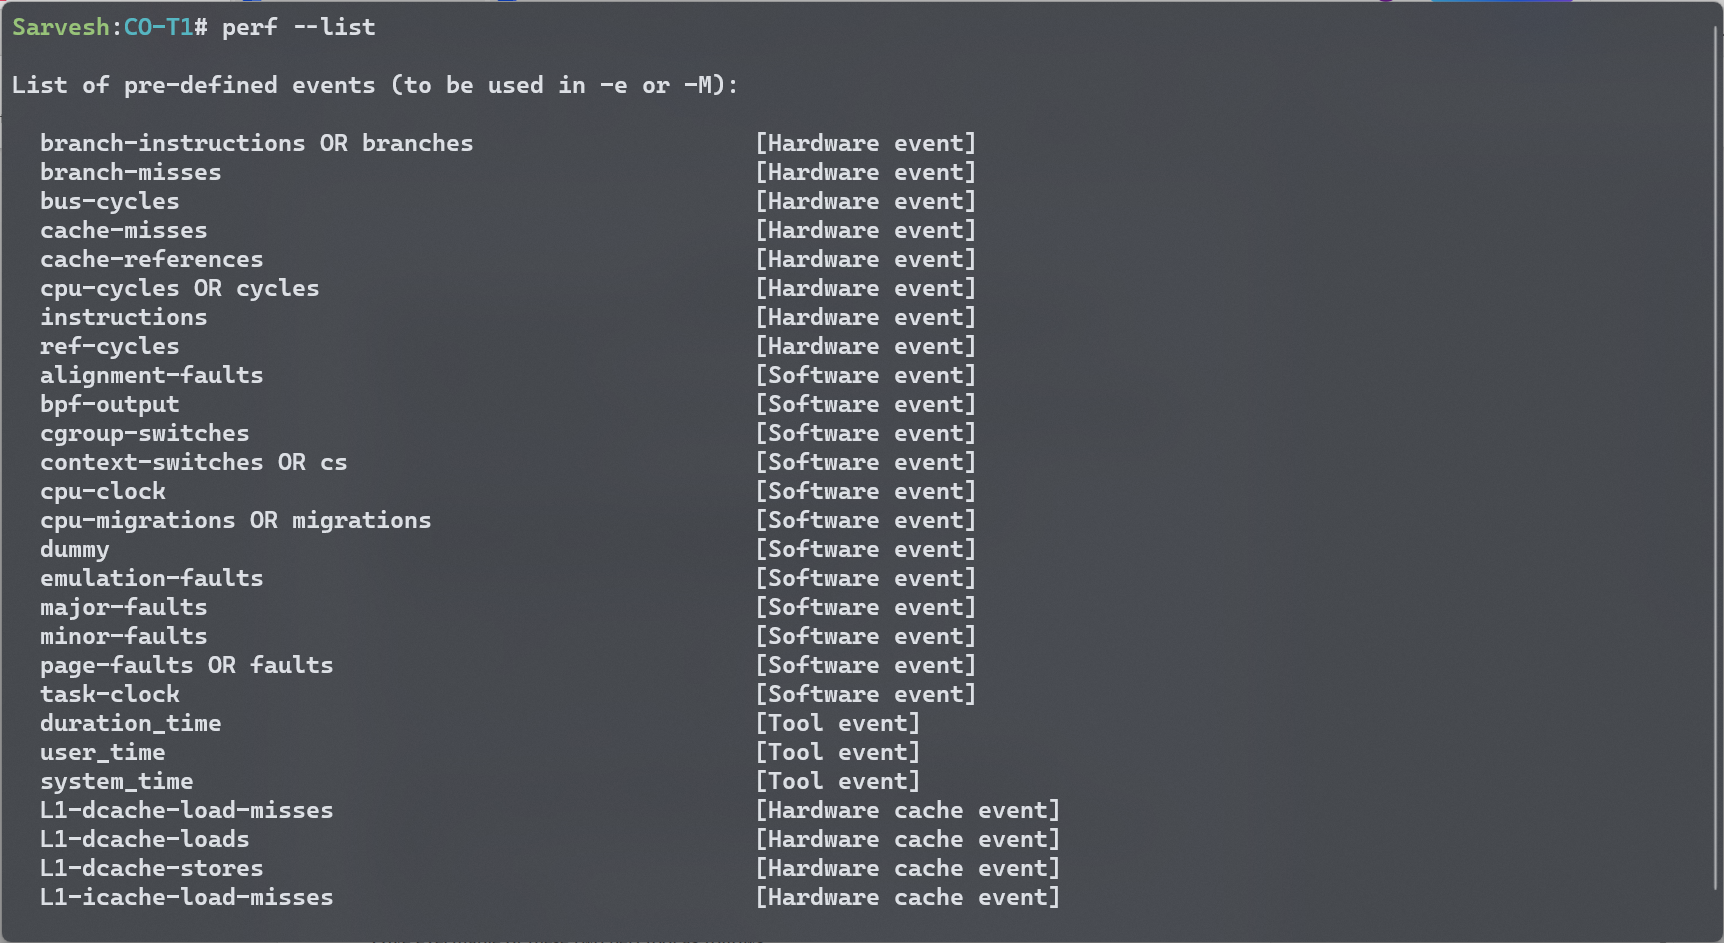 Sarvesh:CO-T1# perf --list
List of pre-defined events (to be used in -e or -M):
branch-instructions OR branches [Hardware event]
branch-misses [Hardware event]
bus-cycles [Hardware event]
cache-misses [Hardware event]
cache-references [Hardware event]
cpu-cycles OR cycles [Hardware event]
instructions [Hardware event]
ref-cycles [Hardware event]
alignment-faults [Software event]
bpf-output [Software event]
cgroup-switches [Software event]
context-switches OR cs [Software event]
cpu-clock [Software event]
cpu-migrations OR migrations [Software event]
dummy [Software event]
emulation-faults [Software event]
major-faults [Software event]
minor-faults [Software event]
page-faults OR faults [Software event]
task-clock [Software event]
duration_time [Tool event]
user_time [Tool event]
system_time [Tool event]
L1-dcache-load-misses [Hardware cache event]
L1-dcache-loads [Hardware cache event]
L1-dcache-stores [Hardware cache event]
L1-icache-load-misses [Hardware cache event]